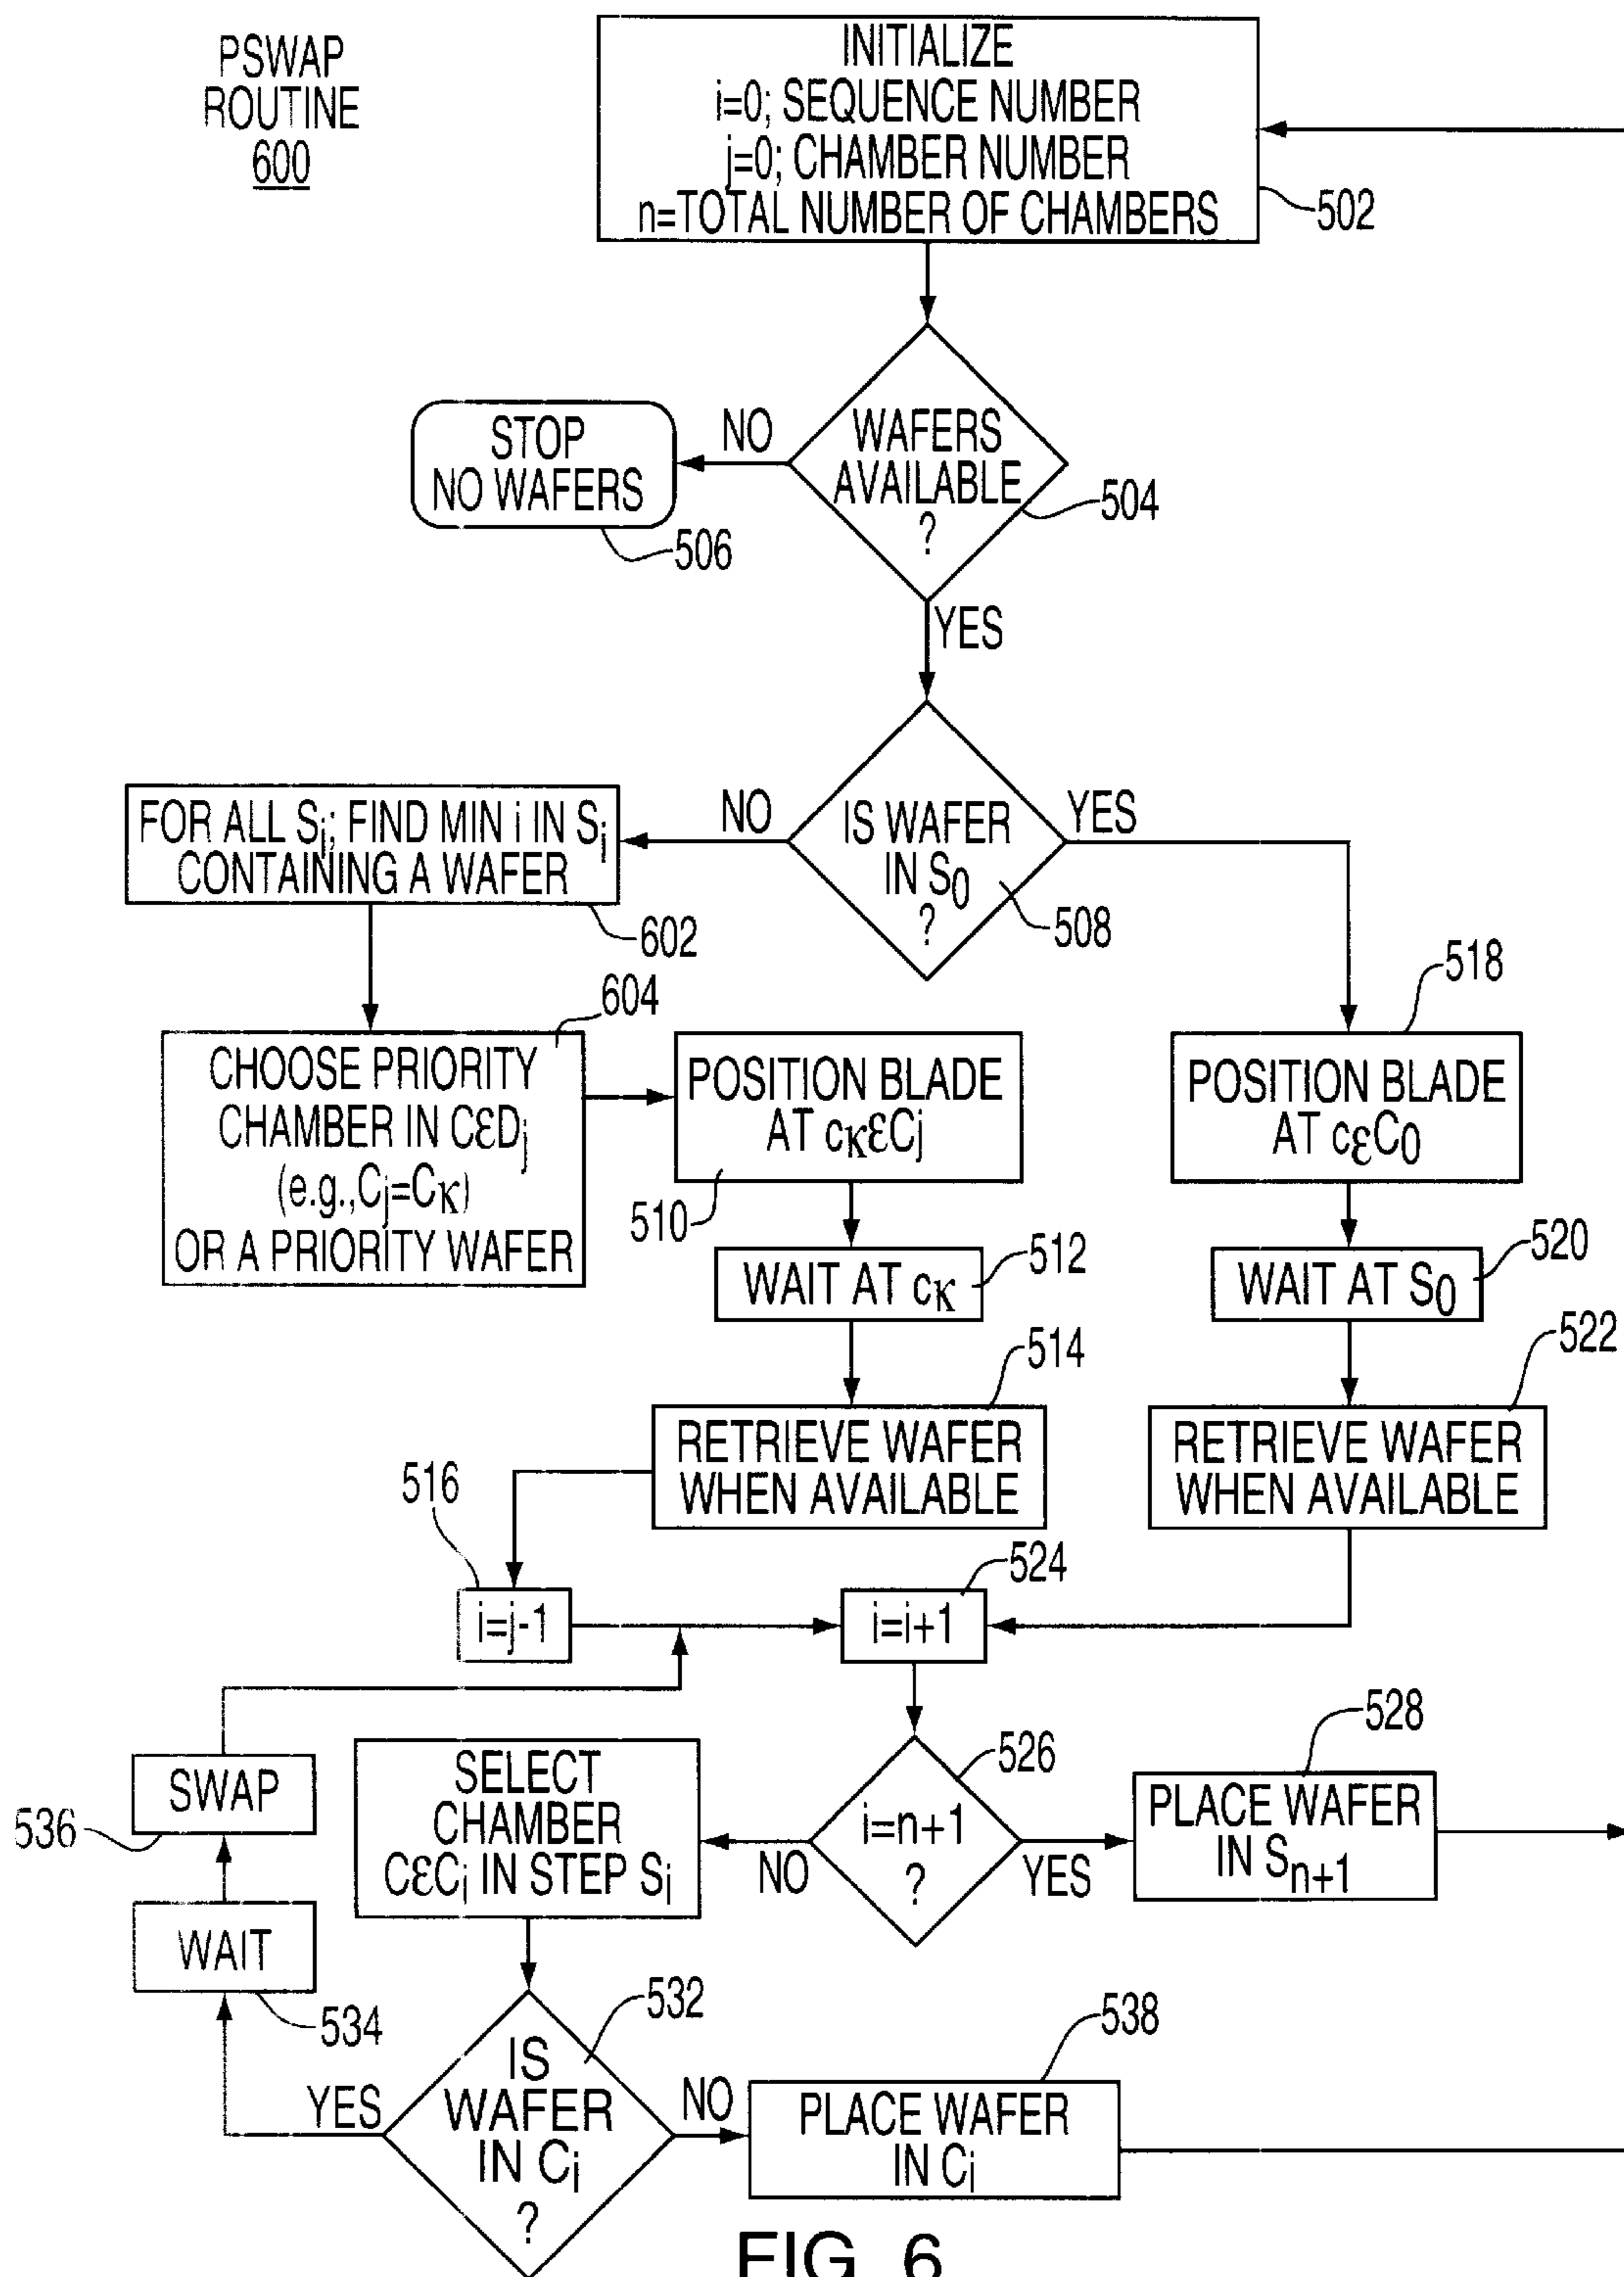 PSWAP
ROUTINE
600
INITIALIZE
i=0; SEQUENCE NUMBER
j=0; CHAMBER NUMBER
n=TOTAL NUMBER OF CHAMBERS
502
WAFERS
AVAILABLE
?
504
NO
STOP
NO WAFERS
506
YES
IS WAFER
IN S0
?
508
NO
YES
FOR ALL Si; FIND MIN i IN Si
CONTAINING A WAFER
602
604
CHOOSE PRIORITY
CHAMBER IN CεDj
(e.g.,Cj=Cκ)
OR A PRIORITY WAFER
POSITION BLADE
AT cκεCj
510
518
POSITION BLADE
AT cεC0
WAIT AT cκ
512
WAIT AT S0
520
514
RETRIEVE WAFER
WHEN AVAILABLE
522
RETRIEVE WAFER
WHEN AVAILABLE
516
i=j-1
524
i=i+1
526
i=n+1
?
NO
YES
528
PLACE WAFER
IN Sn+1
SELECT
CHAMBER
CεCi IN STEP Si
SWAP
536
WAIT
534
532
IS
WAFER
IN Ci
?
YES
NO
538
PLACE WAFER
IN Ci
FIG. 6